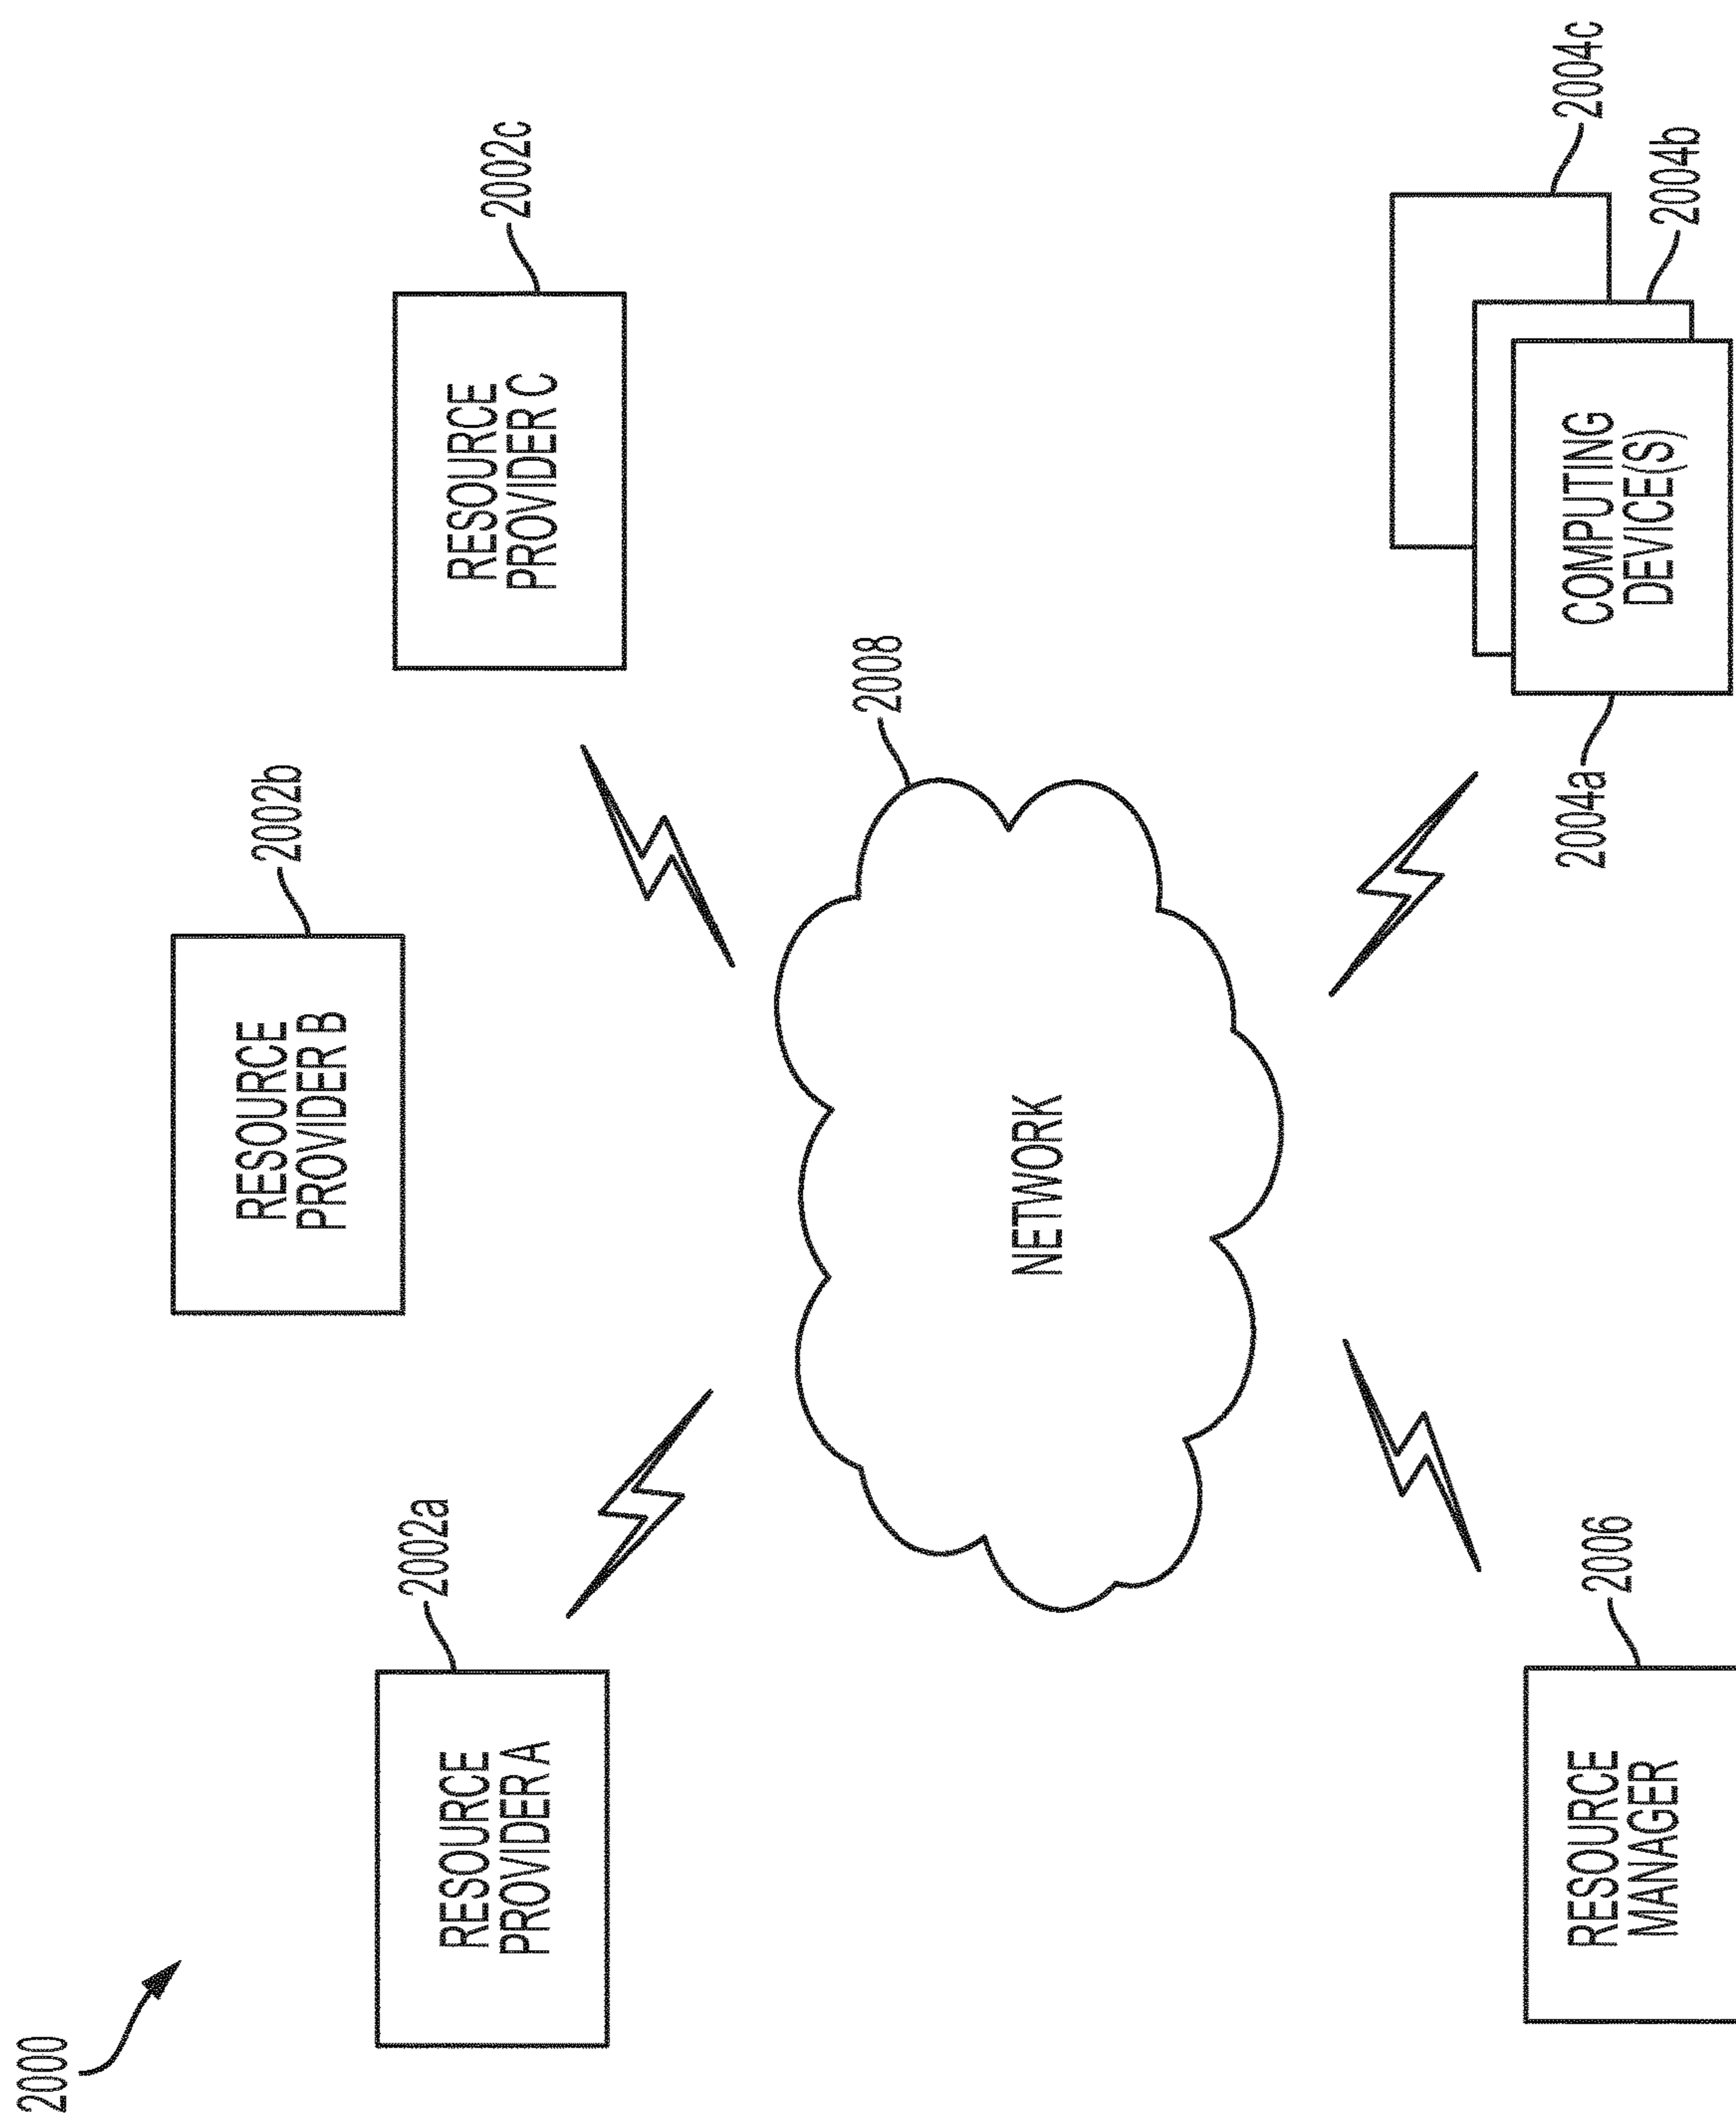 2000
2002b
RESOURCE
PROVIDER B
2002a
RESOURCE
PROVIDER A
2002c
RESOURCE
PROVIDER C
2008
NETWORK
2006
RESOURCE
MANAGER
2004a
COMPUTING
DEVICE(S)
2004b
2004c